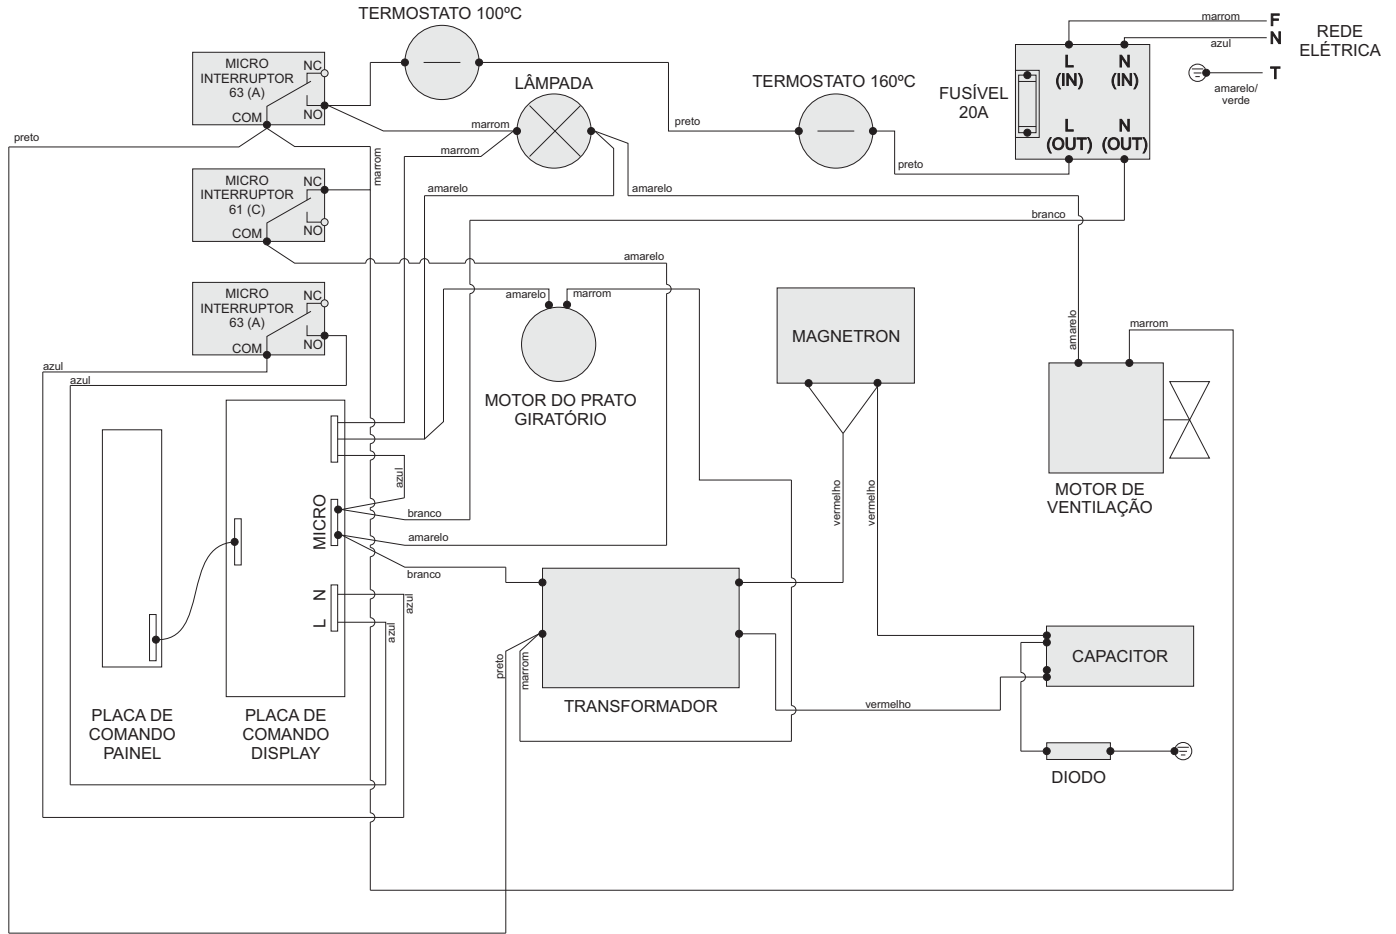 TERMOSTATO 100ºC
marrom
F
azul
N
REDE
ELÉTRICA
T
amarelo/
verde
L
(IN)
N
(IN)
L
(OUT)
N
(OUT)
FUSÍVEL
20A
TERMOSTATO 160ºC
LÂMPADA
MICRO
INTERRUPTOR
63 (A)
NC
NO
COM
preto
marrom
marrom
marrom
preto
preto
MICRO
INTERRUPTOR
61 (C)
NC
NO
COM
amarelo
amarelo
branco
amarelo
MICRO
INTERRUPTOR
63 (A)
NC
NO
COM
azul
azul
amarelo
marrom
MOTOR DO PRATO
GIRATÓRIO
MAGNETRON
amarelo
marrom
MOTOR DE
VENTILAÇÃO
azul
MICRO
branco
amarelo
branco
vermelho
vermelho
N
L
azul
azul
preto
marrom
TRANSFORMADOR
vermelho
CAPACITOR
DIODO
PLACA DE
COMANDO
PAINEL
PLACA DE
COMANDO
DISPLAY